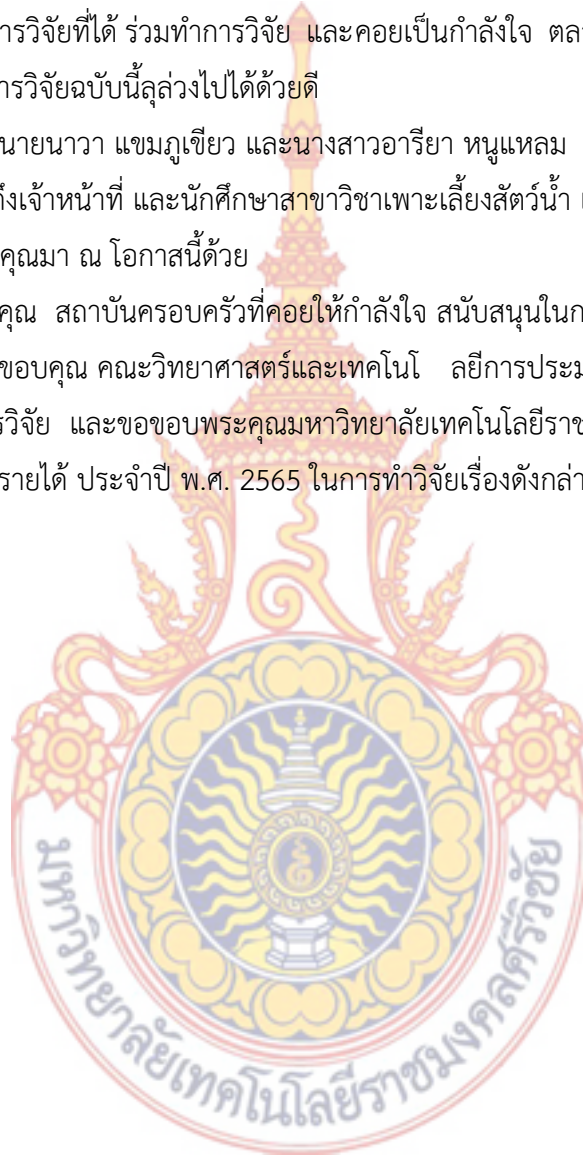 การวิจัยที่ได้ ร่วมทำการวิจัย และคอยเป็นกำลังใจ
การวิจัยฉบับนี้ลุล่วงไปได้ด้วยดี
นายนาวา แขมภูเขียว และนางสาวอารียา หนูแหลม
ถึงเจ้าหน้าที่ และนักศึกษาสาขาวิชาเพาะเลี้ยงสัตว์น้ำ
คุณมา ณ โอกาสนี้ด้วย
คุณ สถาบันครอบครัวที่คอยให้กำลังใจ สนับสนุนใน
ขอบคุณ คณะวิทยาศาสตร์และเทคโนโ ลยีการประม
รวิจัย และขอขอบพระคุณมหาวิทยาลัยเทคโนโลยีราช
รายได้ ประจำปี พ.ศ. 2565 ในการทำวิจัยเรื่องดังกล่า
มหาวิทยาลัยเทคโนโลยีราชมงคลศรีวิชัย